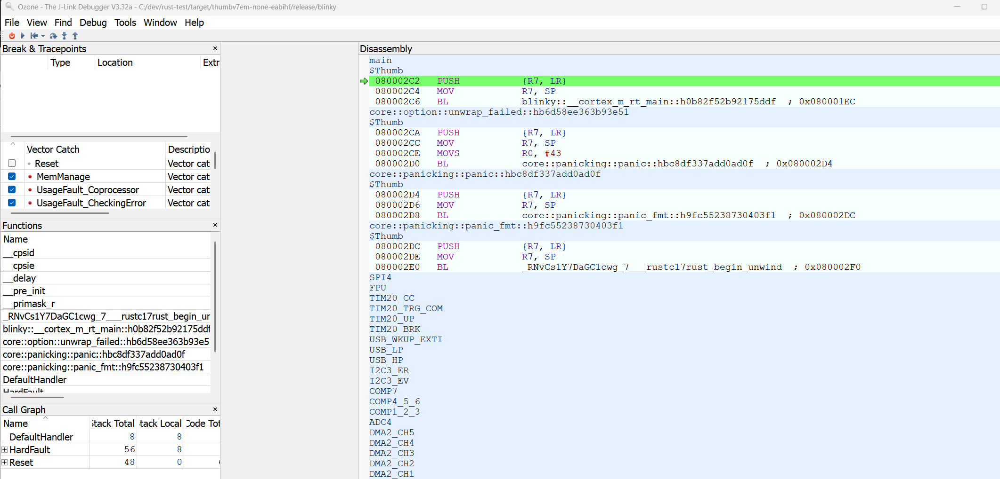 Ozone - The J-Link Debugger V3.32a - C:/dev/rust-test/target/thumbv7em-none-eabihf/release/blinky
File View Find Debug Tools Window Help
Break & Tracepoints
Type Location Extr
Vector Catch Descriptio
Reset Vector cat
MemManage Vector cat
UsageFault_Coprocessor Vector cat
UsageFault_CheckingError Vector cat
Functions
Name
__cpsid
__cpsie
__delay
__pre_init
__primask_r
_RNvCs1Y7DaGC1cwg_7___rustc17rust_begin_ur
blinky::__cortex_m_rt_main::h0b82f52b92175ddf
core::option::unwrap_failed::hb6d58ee363b93e5
core::panicking::panic::hbc8df337add0ad0f
core::panicking::panic_fmt::h9fc55238730403f1
DefaultHandler
HardFault
Call Graph
Name Stack Total Stack Local Code Tot
DefaultHandler 8 8
HardFault 56 8
Reset 48 0
Disassembly
main
$Thumb
080002C2 PUSH {R7, LR}
080002C4 MOV R7, SP
080002C6 BL blinky::__cortex_m_rt_main::h0b82f52b92175ddf ; 0x080001EC
core::option::unwrap_failed::hb6d58ee363b93e51
$Thumb
080002CA PUSH {R7, LR}
080002CC MOV R7, SP
080002CE MOVS R0, #43
080002D0 BL core::panicking::panic::hbc8df337add0ad0f ; 0x080002D4
core::panicking::panic::hbc8df337add0ad0f
$Thumb
080002D4 PUSH {R7, LR}
080002D6 MOV R7, SP
080002D8 BL core::panicking::panic_fmt::h9fc55238730403f1 ; 0x080002DC
core::panicking::panic_fmt::h9fc55238730403f1
$Thumb
080002DC PUSH {R7, LR}
080002DE MOV R7, SP
080002E0 BL _RNvCs1Y7DaGC1cwg_7___rustc17rust_begin_unwind ; 0x080002F0
SPI4
FPU
TIM20_CC
TIM20_TRG_COM
TIM20_UP
TIM20_BRK
USB_WKUP_EXTI
USB_LP
USB_HP
I2C3_ER
I2C3_EV
COMP7
COMP4_5_6
COMP1_2_3
ADC4
DMA2_CH5
DMA2_CH4
DMA2_CH3
DMA2_CH2
DMA2_CH1